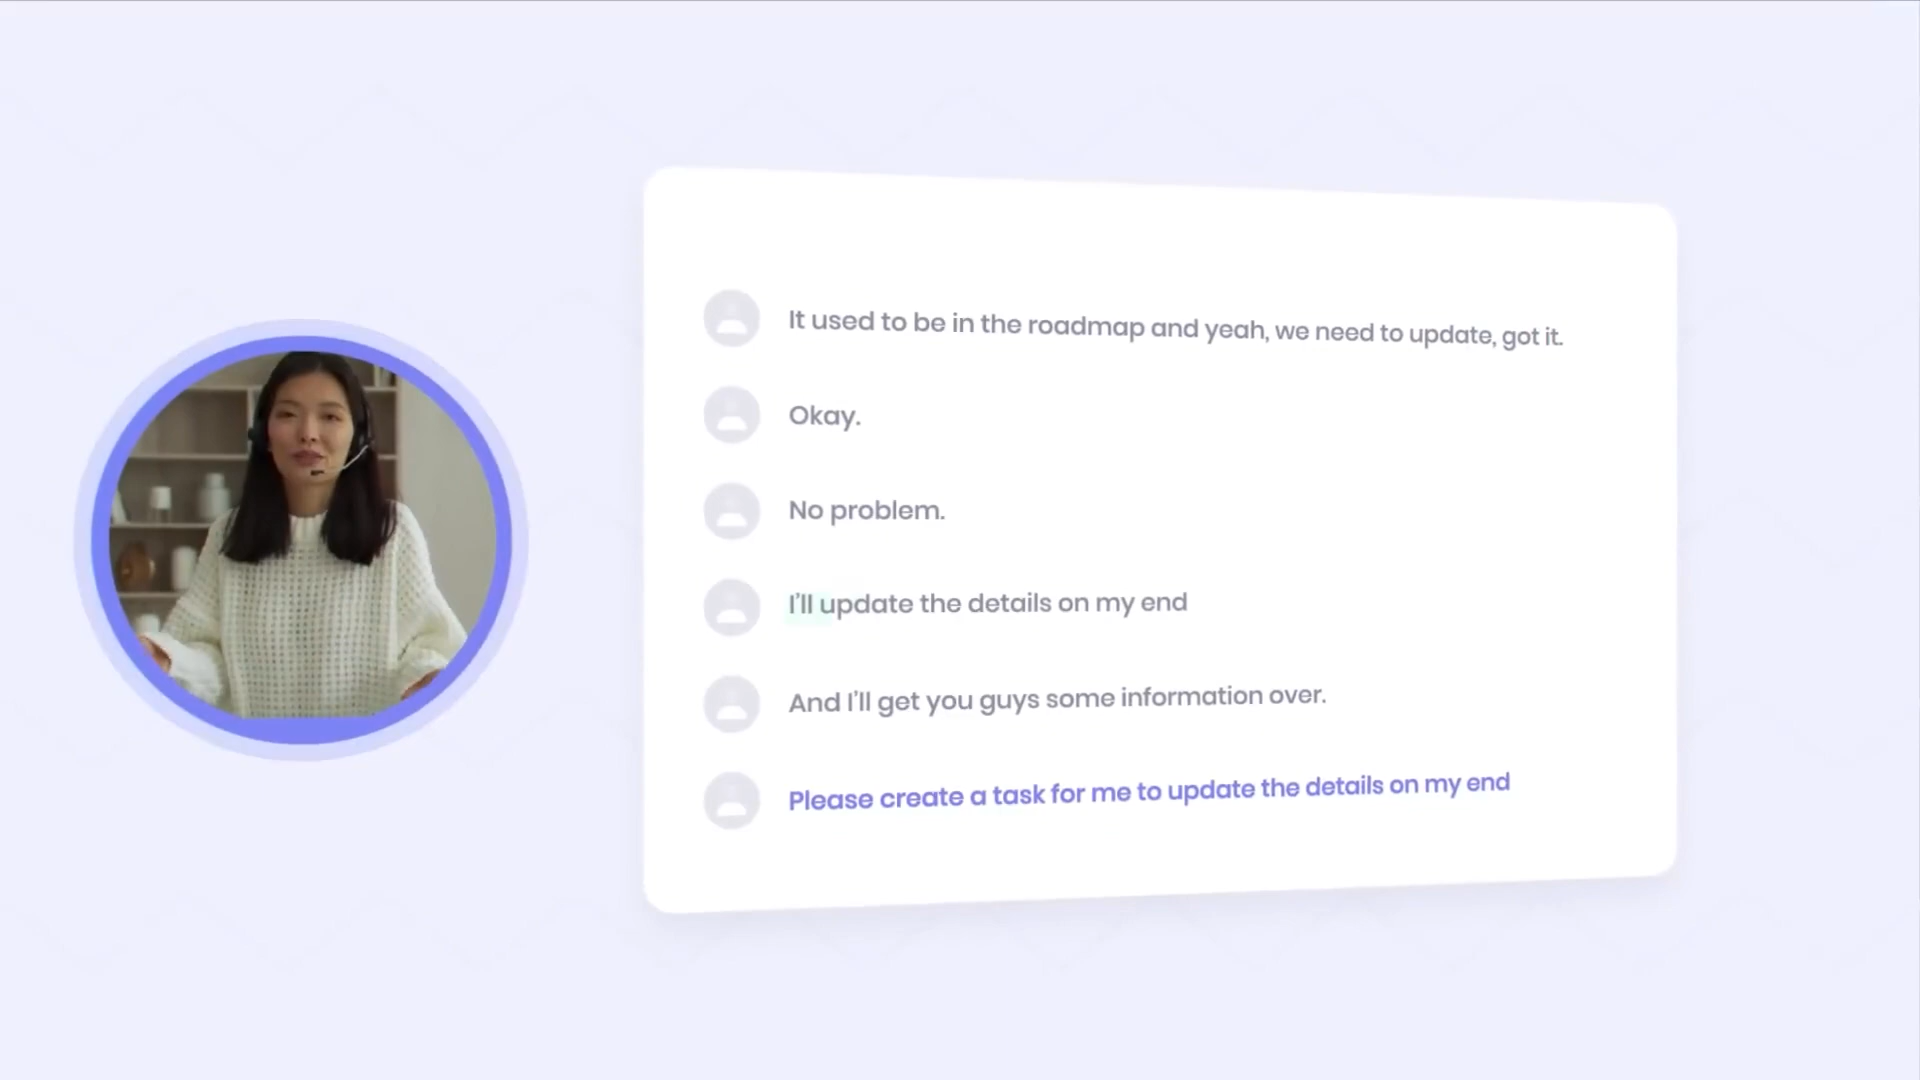 It used to be in the roadmap and yeah, we need to update, got it.
Okay.
No problem.
I'll update the details on my end
And I'll get you guys some information over.
Please create a task for me to update the details on my end